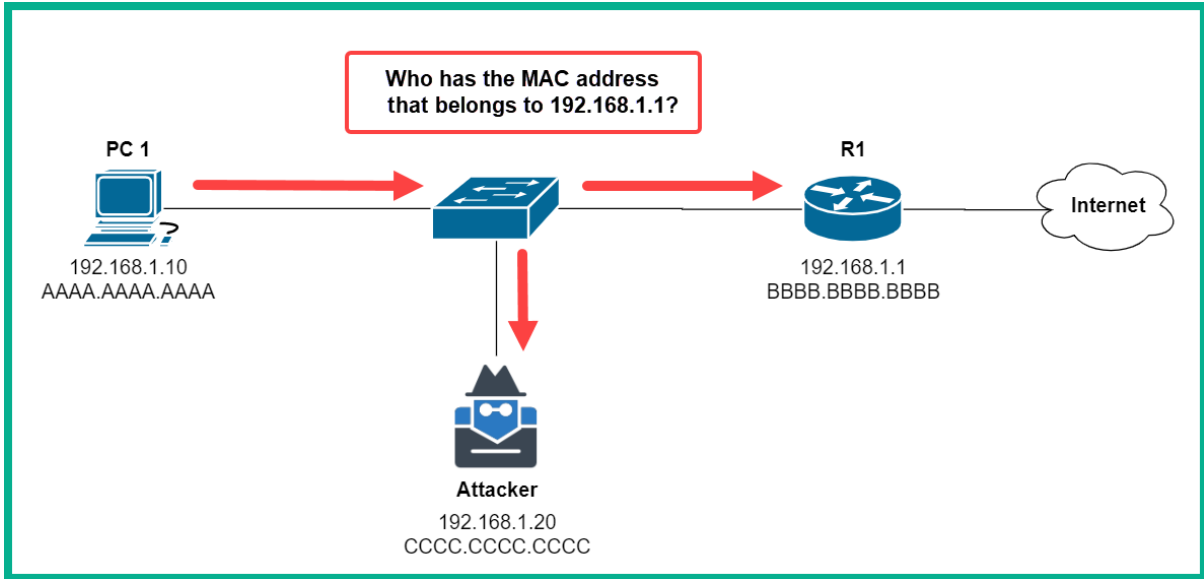 Who has the MAC address
that belongs to 192.168.1.1?
PC 1
R1
Internet
192.168.1.10
AAAA.AAAA.AAAA
192.168.1.1
BBBB.BBBB.BBBB
Attacker
192.168.1.20
CCCC.CCCC.CCCC